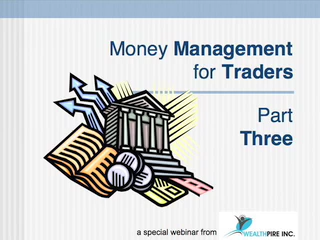 Money Management
for Traders
Part
Three
a special webinar from
WEALTHPIRE INC.